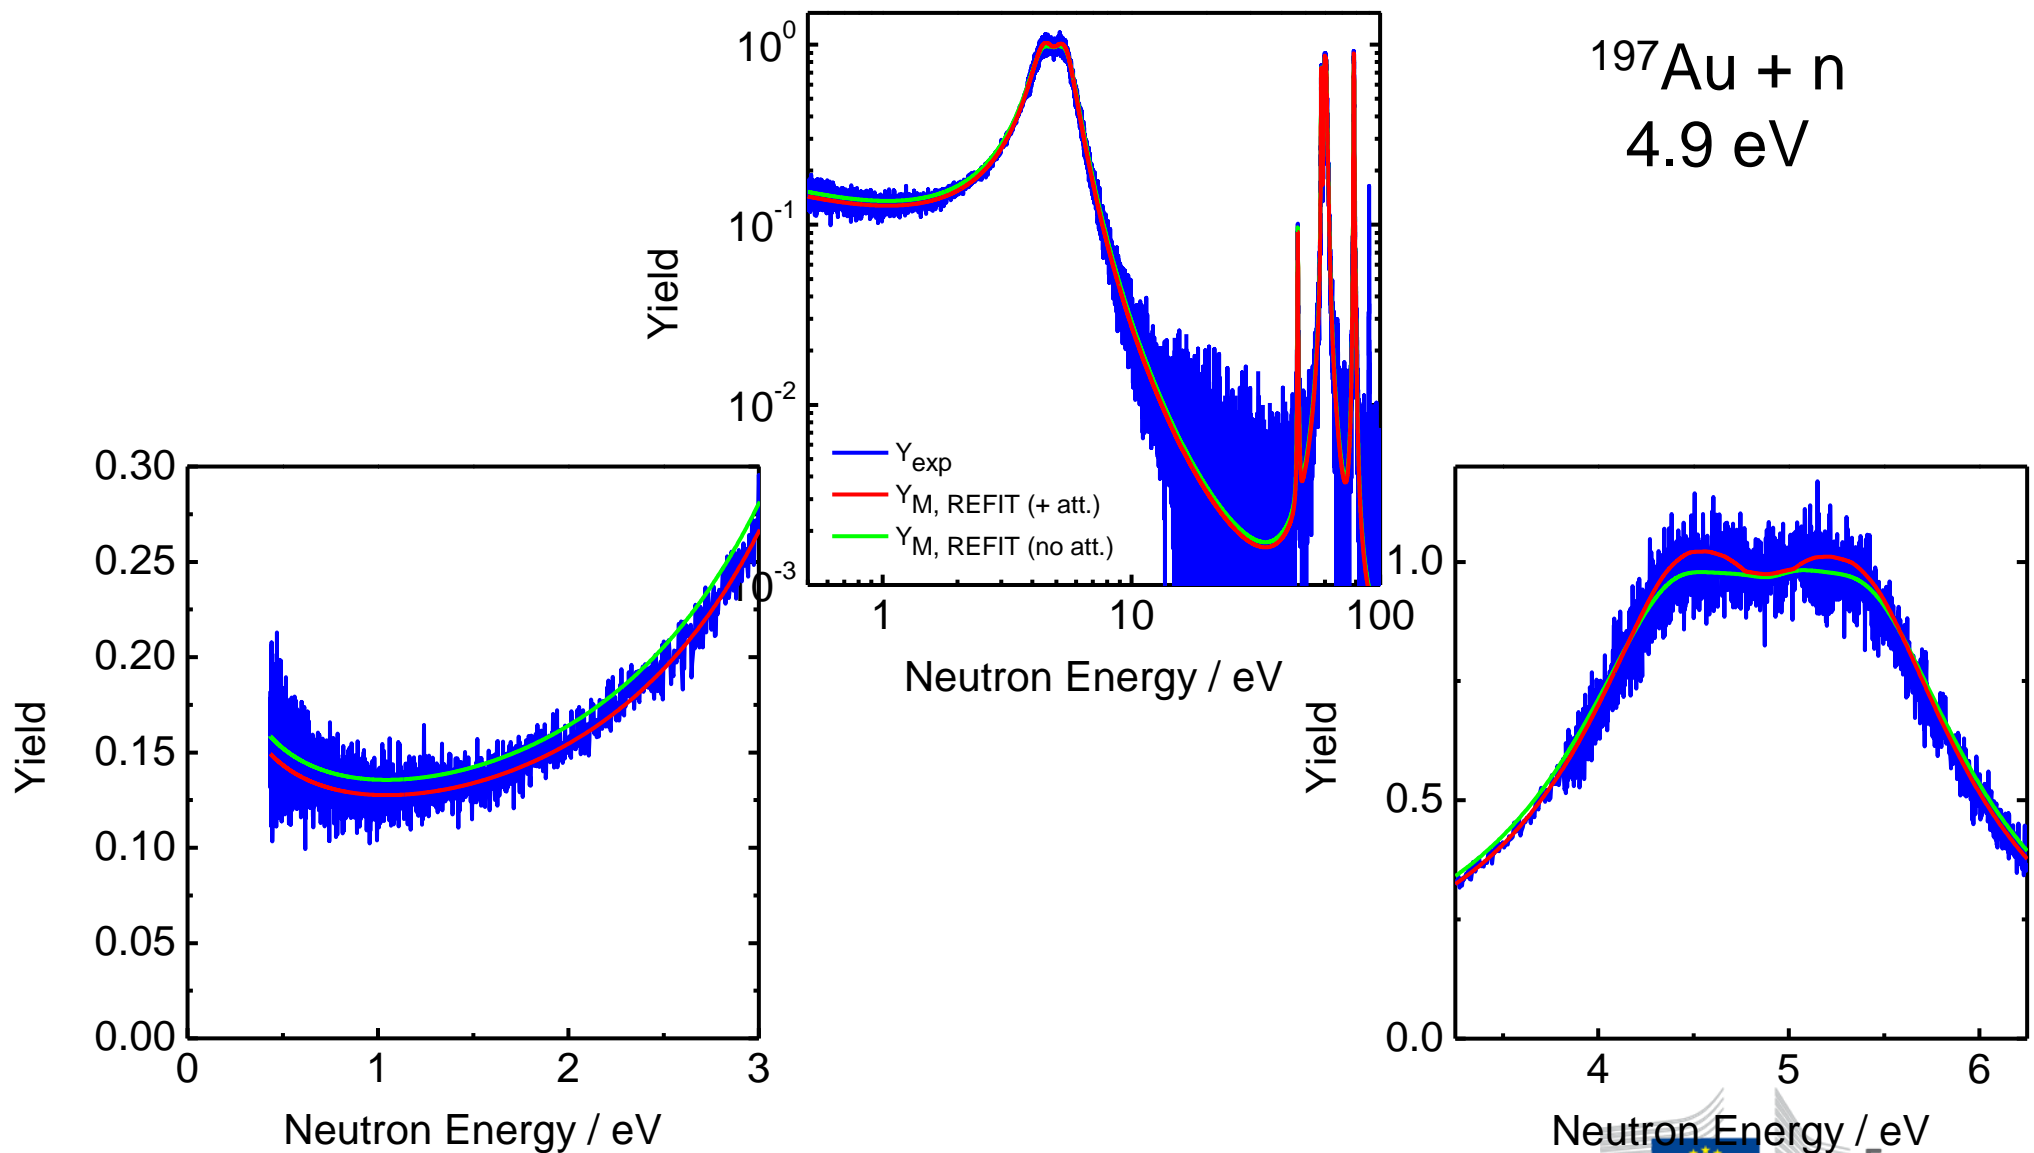 ¹⁹⁷Au + n
4.9 eV
10⁰
10⁻¹
10⁻²
0⁻³
Yield
Y_exp
Y_M, REFIT (+ att.)
Y_M, REFIT (no att.)
1 10 100
Neutron Energy / eV
0.30
0.25
0.20
0.15
0.10
0.05
0.00
Yield
0 1 2 3
Neutron Energy / eV
1.0
0.5
0.0
Yield
4 5 6
Neutron Energy / eV